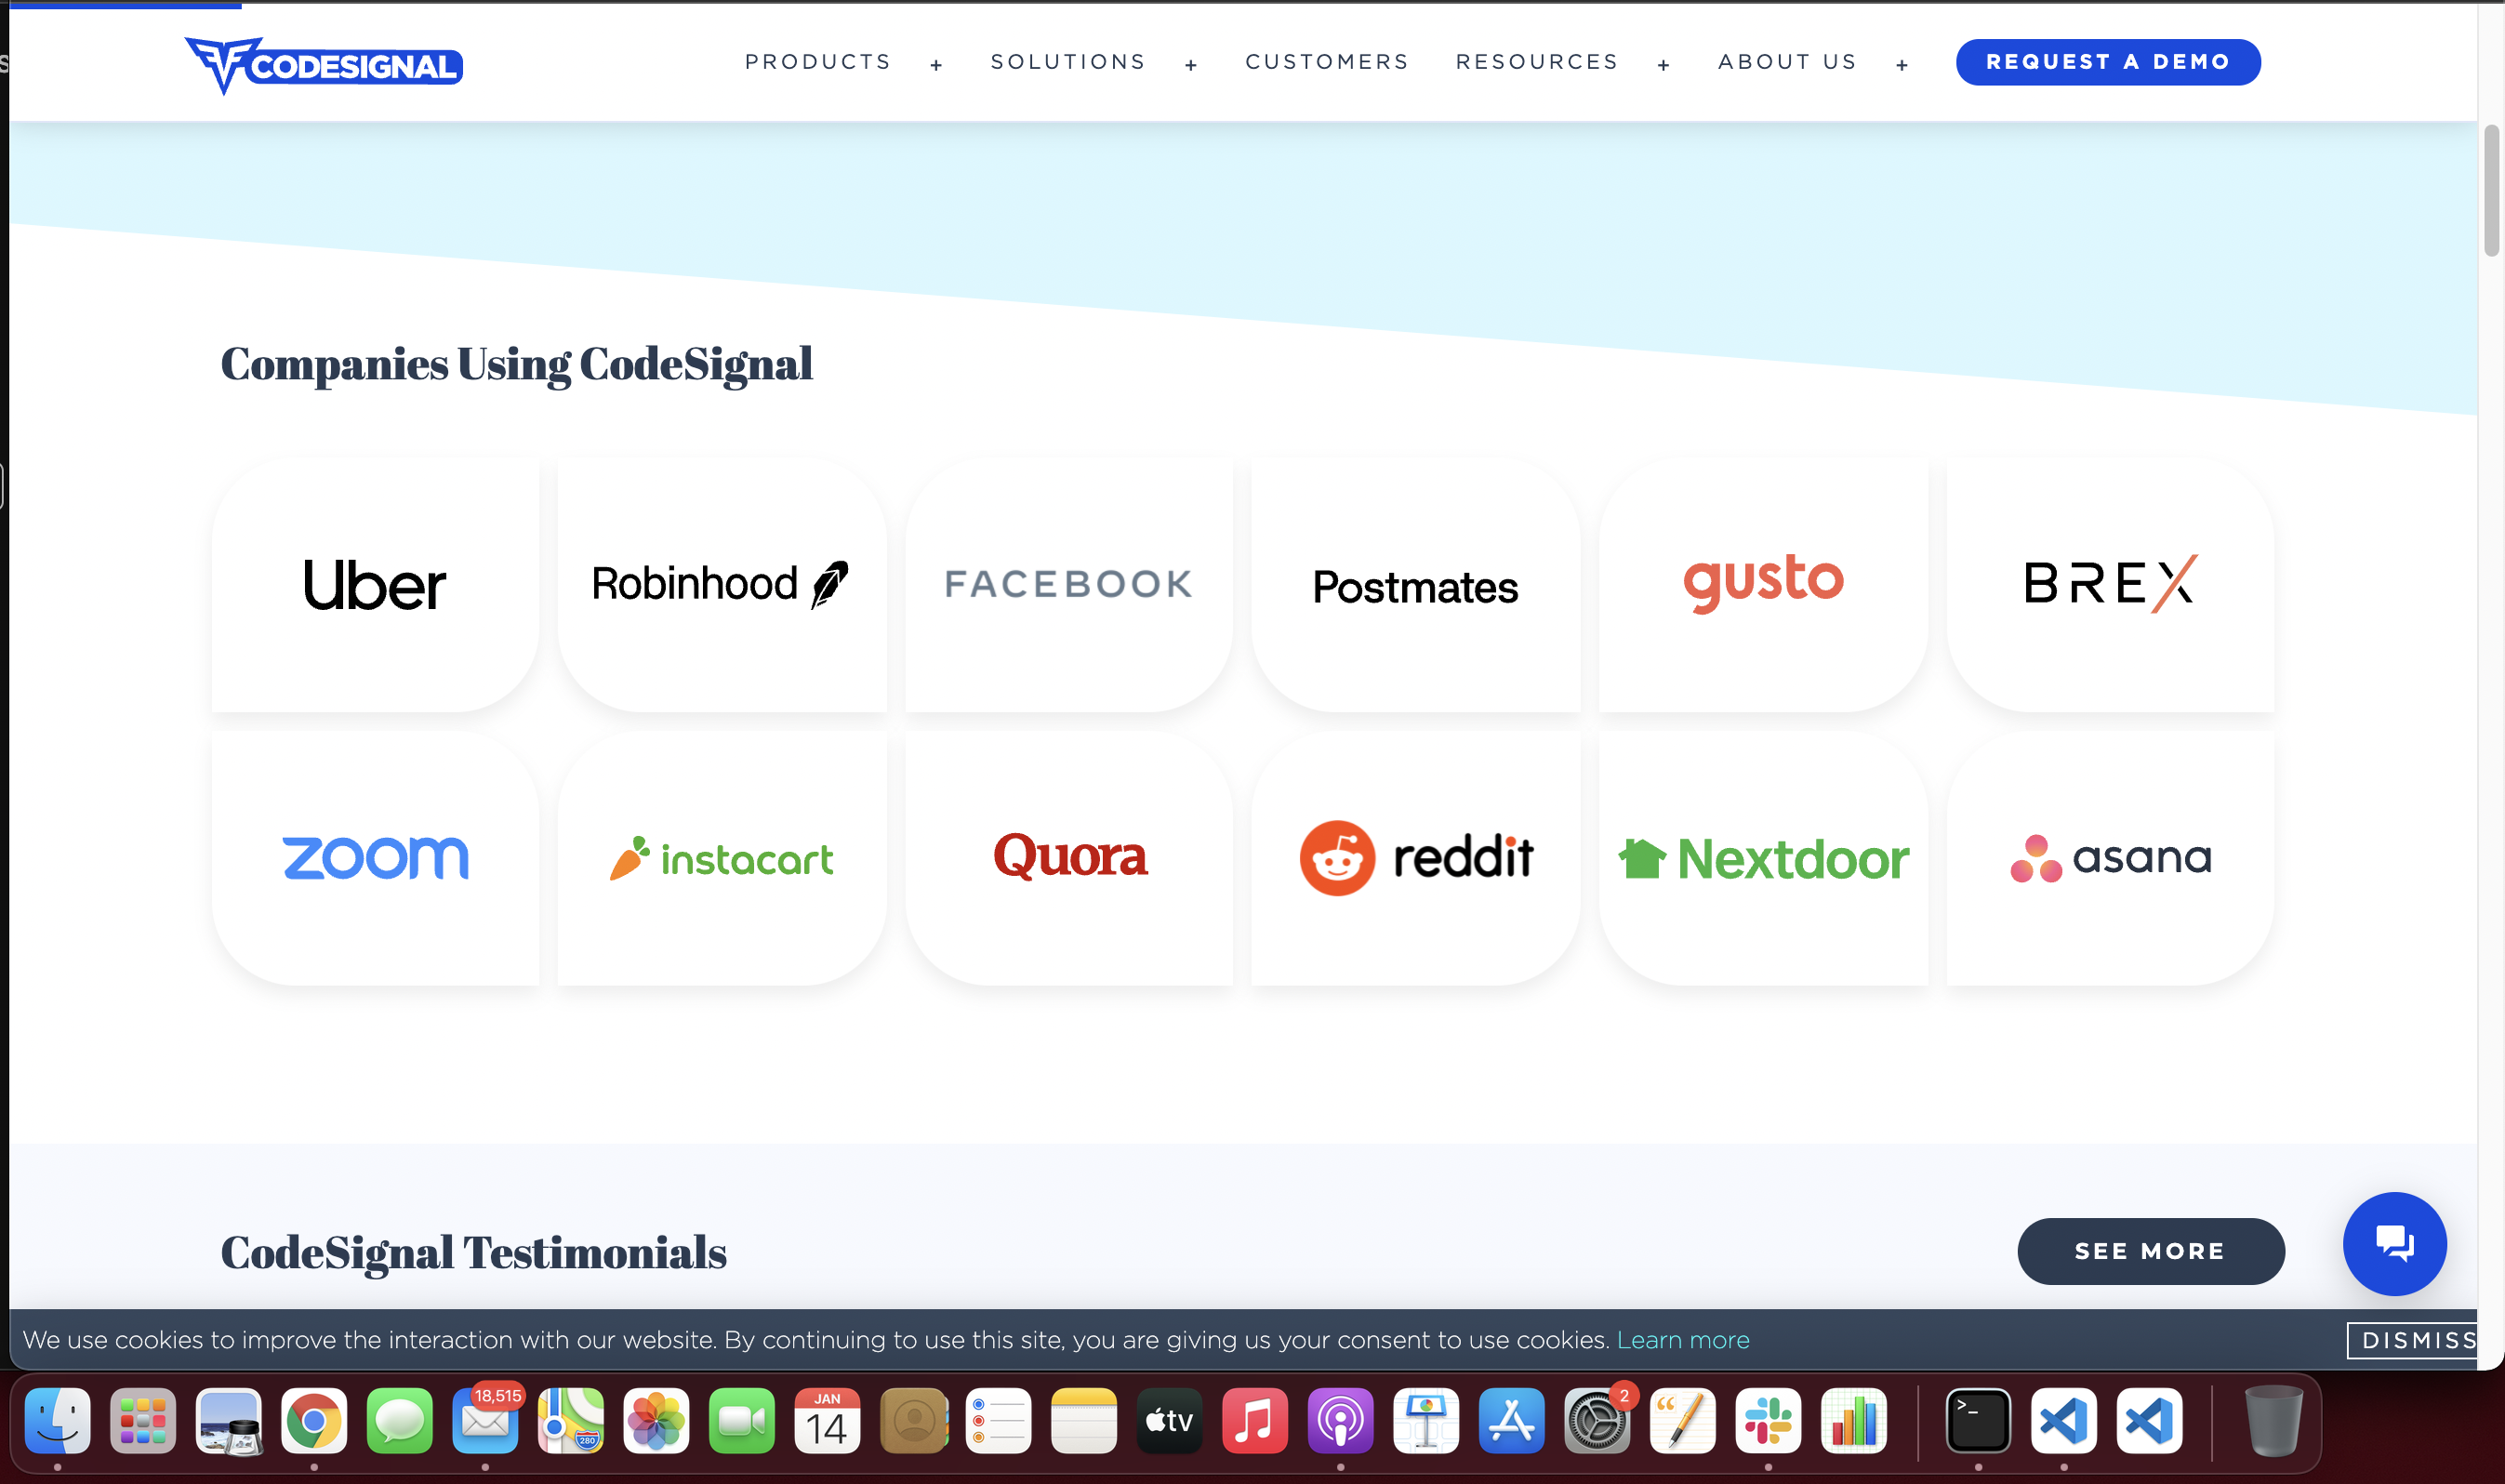 CODESIGNAL
PRODUCTS + SOLUTIONS + CUSTOMERS RESOURCES + ABOUT US + REQUEST A DEMO
Companies Using CodeSignal
Uber Robinhood FACEBOOK Postmates gusto BREX
zoom instacart Quora reddit Nextdoor asana
CodeSignal Testimonials
SEE MORE
We use cookies to improve the interaction with our website. By continuing to use this site, you are giving us your consent to use cookies. Learn more
DISMISS
18,515
280
JAN
14
tv
2
>_